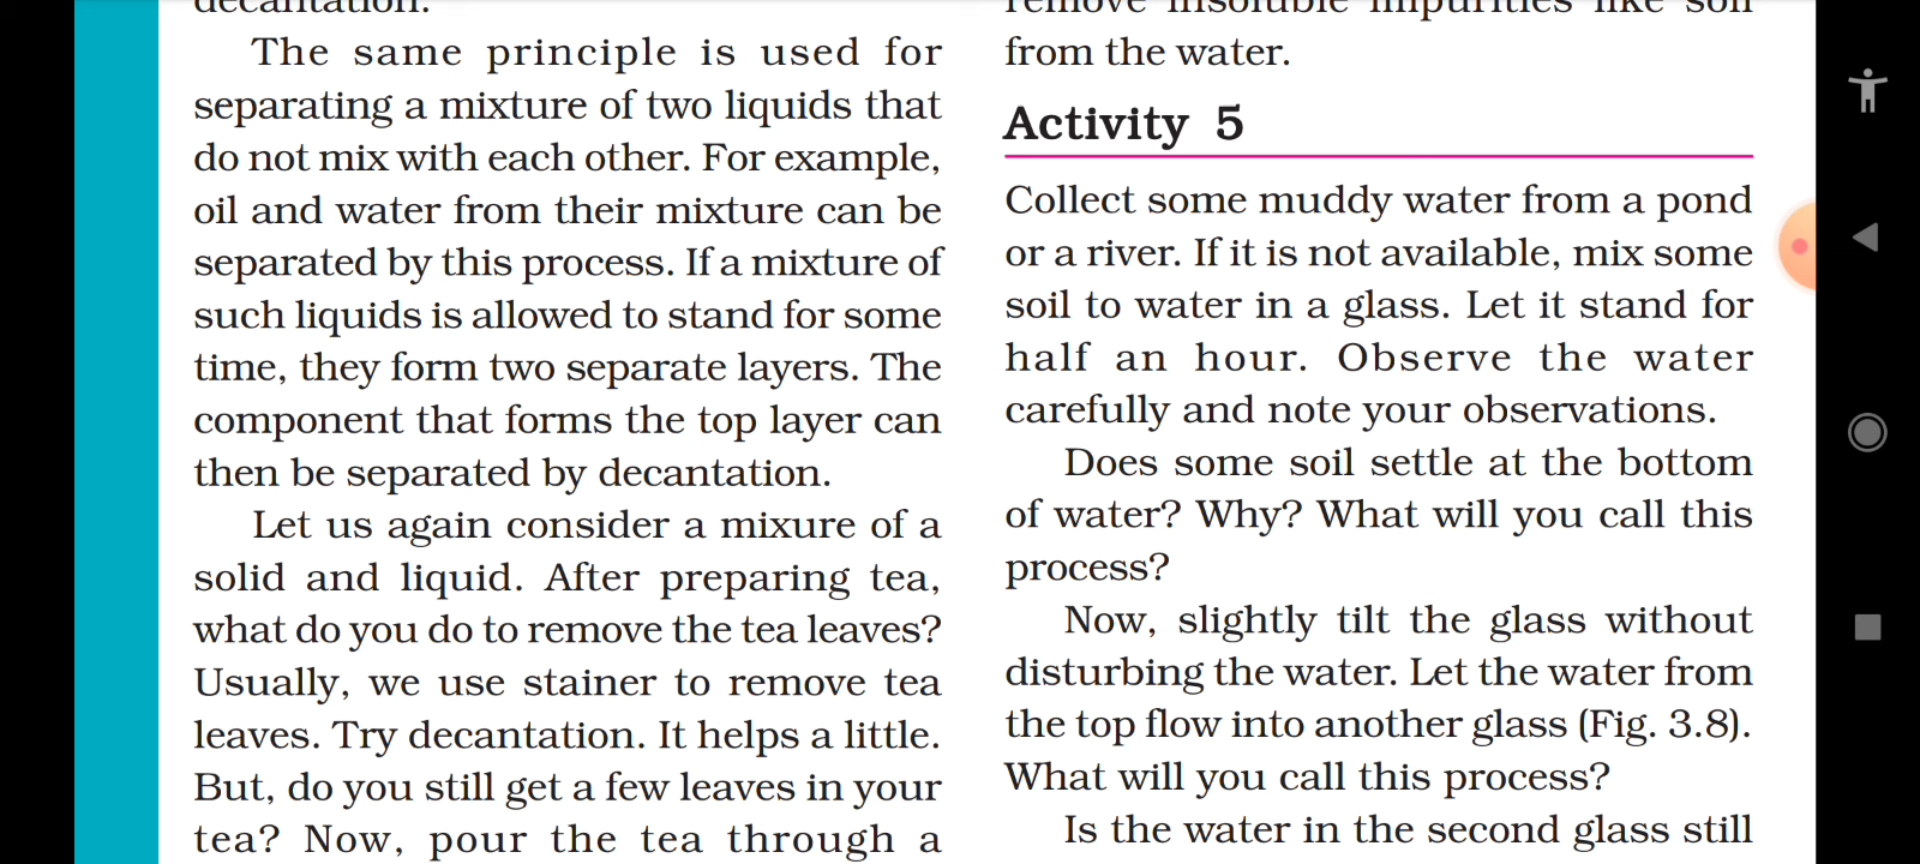 decantation.
The same principle is used for
separating a mixture of two liquids that
do not mix with each other. For example,
oil and water from their mixture can be
separated by this process. If a mixture of
such liquids is allowed to stand for some
time, they form two separate layers. The
component that forms the top layer can
then be separated by decantation.
Let us again consider a mixure of a
solid and liquid. After preparing tea,
what do you do to remove the tea leaves?
Usually, we use stainer to remove tea
leaves. Try decantation. It helps a little.
But, do you still get a few leaves in your
tea? Now, pour the tea through a
remove insoluble impurities like soil
from the water.
Activity 5
Collect some muddy water from a pond
or a river. If it is not available, mix some
soil to water in a glass. Let it stand for
half an hour. Observe the water
carefully and note your observations.
Does some soil settle at the bottom
of water? Why? What will you call this
process?
Now, slightly tilt the glass without
disturbing the water. Let the water from
the top flow into another glass (Fig. 3.8).
What will you call this process?
Is the water in the second glass still